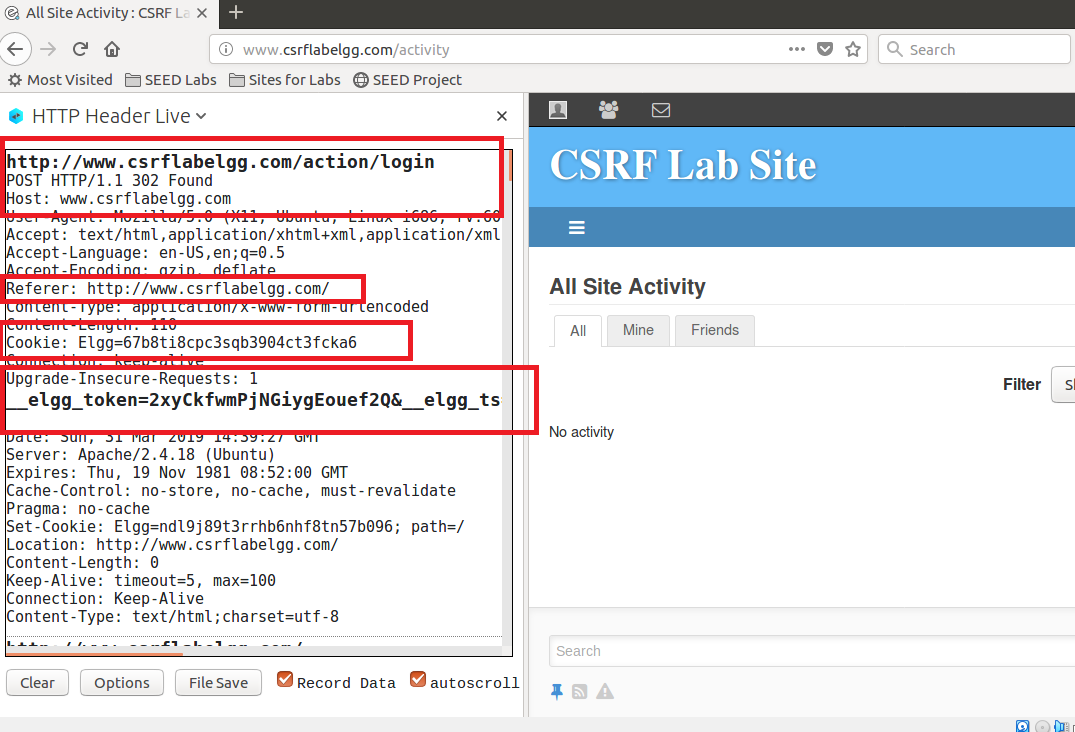 All Site Activity : CSRF La
www.csrflabelgg.com/activity
Search
Most Visited
SEED Labs
Sites for Labs
SEED Project
HTTP Header Live
http://www.csrflabelgg.com/action/login
POST HTTP/1.1 302 Found
Host: www.csrflabelgg.com
User-Agent: Mozilla/5.0 (X11; Ubuntu; Linux i686; rv:60
Accept: text/html,application/xhtml+xml,application/xml
Accept-Language: en-US,en;q=0.5
Accept-Encoding: gzip, deflate
Referer: http://www.csrflabelgg.com/
Content-Type: application/x-www-form-urlencoded
Content-Length: 110
Cookie: Elgg=67b8ti8cpc3sqb3904ct3fcka6
Connection: keep-alive
Upgrade-Insecure-Requests: 1
__elgg_token=2xyCkfwmPjNGiygEouef2Q&__elgg_ts
Date: Sun, 31 Mar 2019 14:39:27 GMT
Server: Apache/2.4.18 (Ubuntu)
Expires: Thu, 19 Nov 1981 08:52:00 GMT
Cache-Control: no-store, no-cache, must-revalidate
Pragma: no-cache
Set-Cookie: Elgg=ndl9j89t3rrhb6nhf8tn57b096; path=/
Location: http://www.csrflabelgg.com/
Content-Length: 0
Keep-Alive: timeout=5, max=100
Connection: Keep-Alive
Content-Type: text/html;charset=utf-8
http://www.csrflabelgg.com/
Clear
Options
File Save
Record Data
autoscroll
CSRF Lab Site
All Site Activity
All
Mine
Friends
Filter
No activity
Search